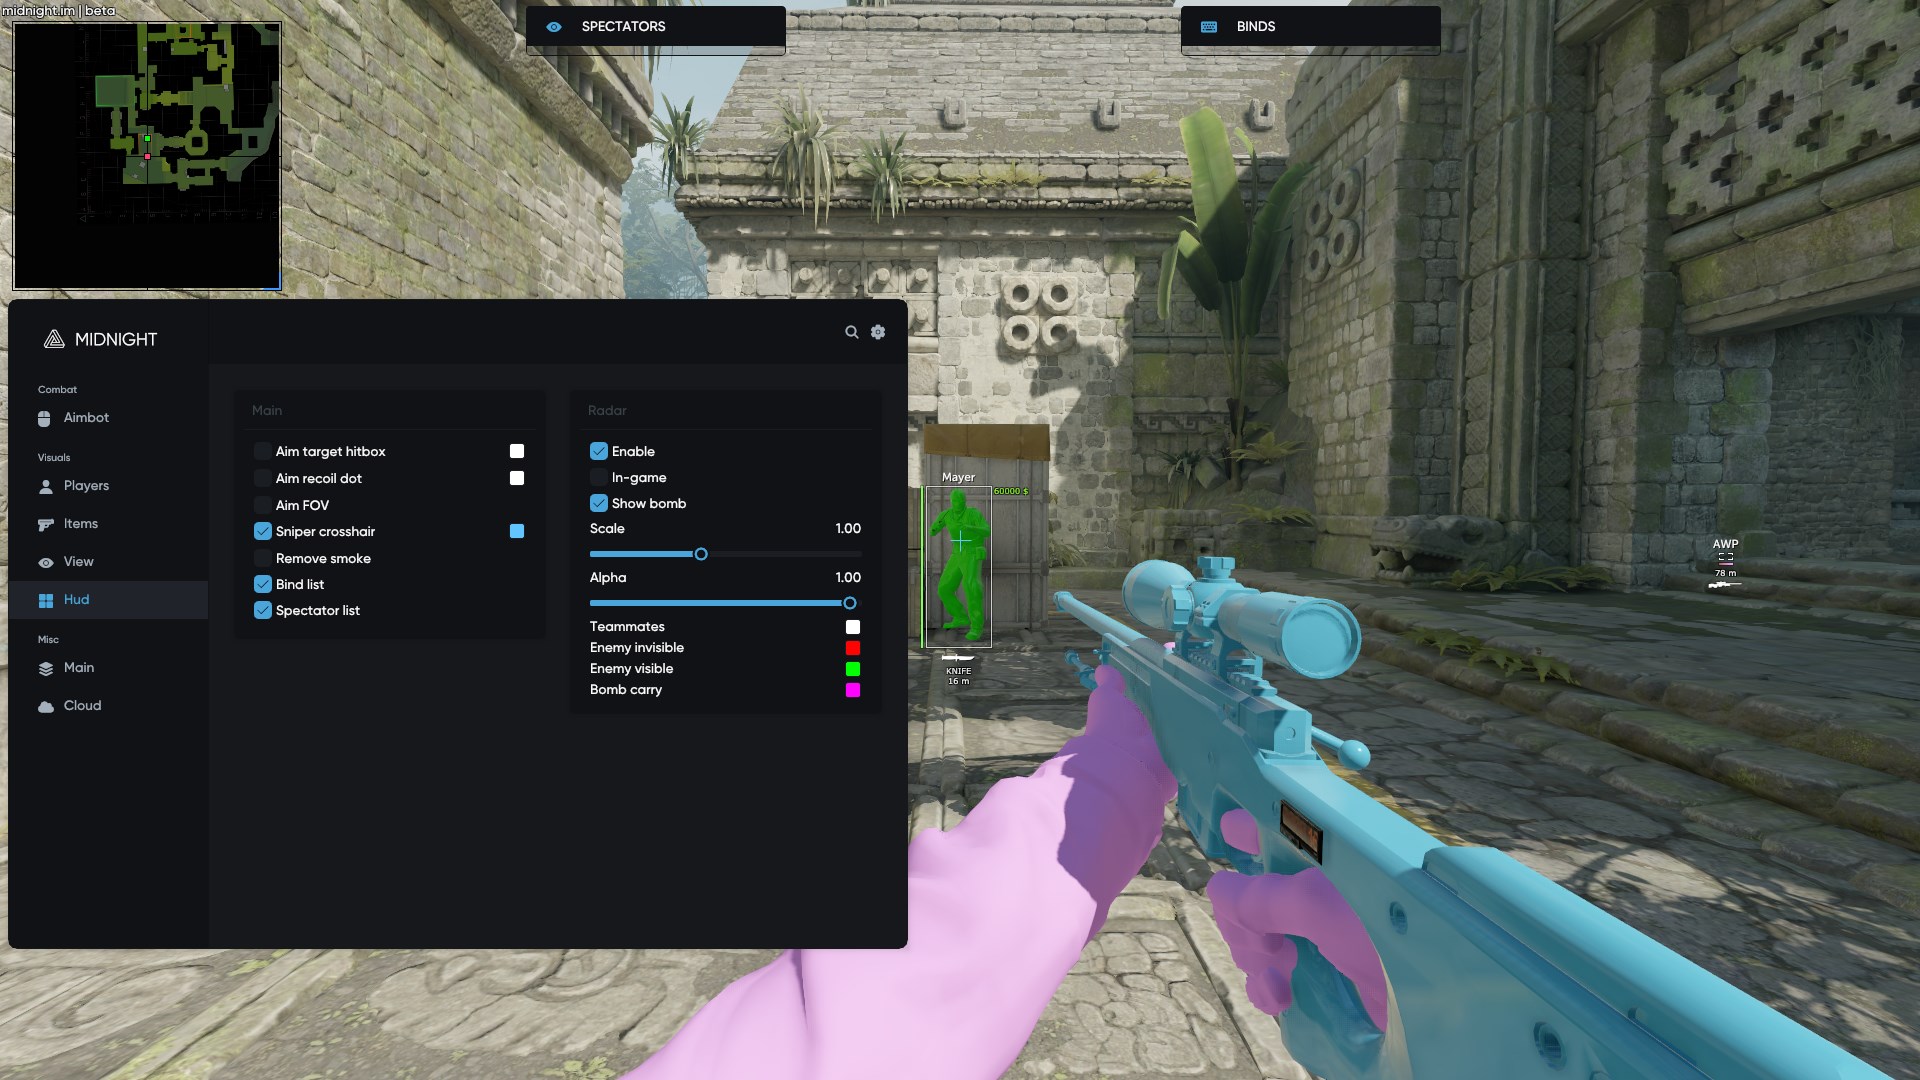 midnight.im | beta
SPECTATORS
BINDS
MIDNIGHT
Combat
Aimbot
Visuals
Players
Items
View
Hud
Misc
Main
Cloud
Main
Aim target hitbox
Aim recoil dot
Aim FOV
Sniper crosshair
Remove smoke
Bind list
Spectator list
Radar
Enable
In-game
Show bomb
Scale 1.00
Alpha 1.00
Teammates
Enemy invisible
Enemy visible
Bomb carry
Mayer
60000 $
KNIFE
16 m
AWP
78 m